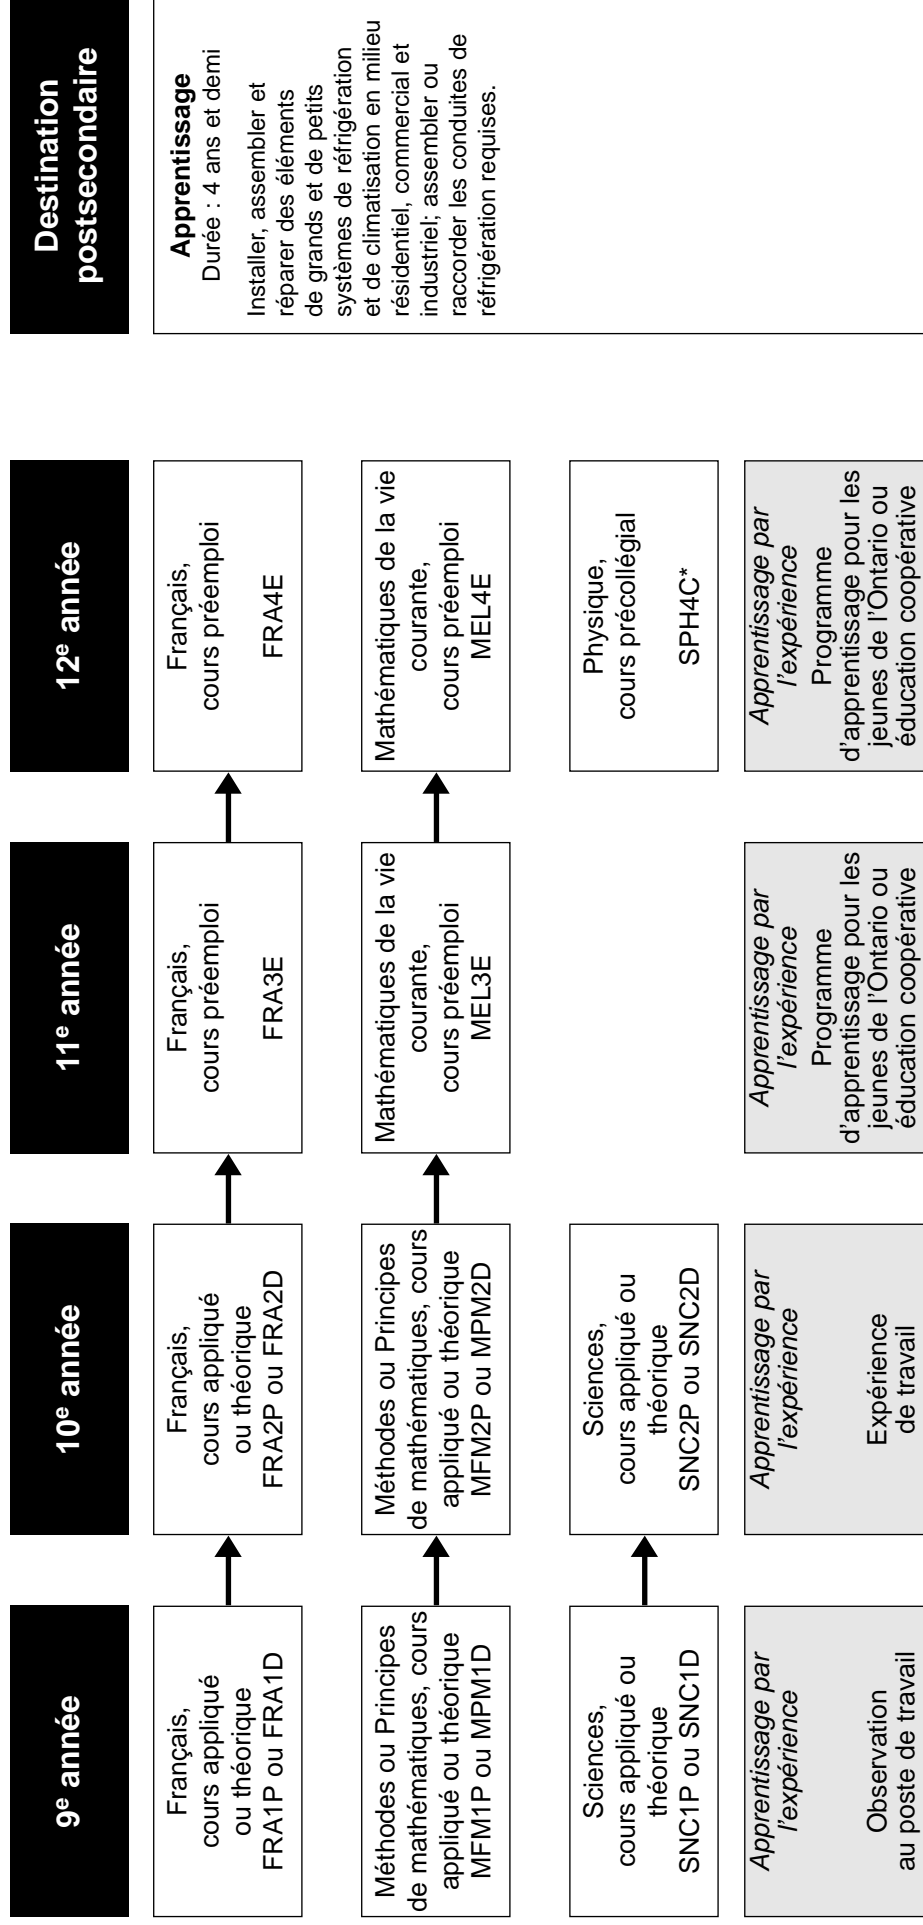 9e année
10e année
11e année
12e année
Destination
postsecondaire
Français,
cours appliqué
ou théorique
FRA1P ou FRA1D
Français,
cours appliqué
ou théorique
FRA2P ou FRA2D
Français,
cours préemploi
FRA3E
Français,
cours préemploi
FRA4E
Apprentissage
Durée : 4 ans et demi
Installer, assembler et
réparer des éléments
de grands et de petits
systèmes de réfrigération
et de climatisation en milieu
résidentiel, commercial et
industriel; assembler ou
raccorder les conduites de
réfrigération requises.
Méthodes ou Principes
de mathématiques, cours
appliqué ou théorique
MFM1P ou MPM1D
Méthodes ou Principes
de mathématiques, cours
appliqué ou théorique
MFM2P ou MPM2D
Mathématiques de la vie
courante,
cours préemploi
MEL3E
Mathématiques de la vie
courante,
cours préemploi
MEL4E
Sciences,
cours appliqué ou
théorique
SNC1P ou SNC1D
Sciences,
cours appliqué ou
théorique
SNC2P ou SNC2D
Physique,
cours précollégial
SPH4C*
Apprentissage par
l'expérience
Observation
au poste de travail
Apprentissage par
l'expérience
Expérience
de travail
Apprentissage par
l'expérience
Programme
d'apprentissage pour les
jeunes de l'Ontario ou
éducation coopérative
Apprentissage par
l'expérience
Programme
d'apprentissage pour les
jeunes de l'Ontario ou
éducation coopérative